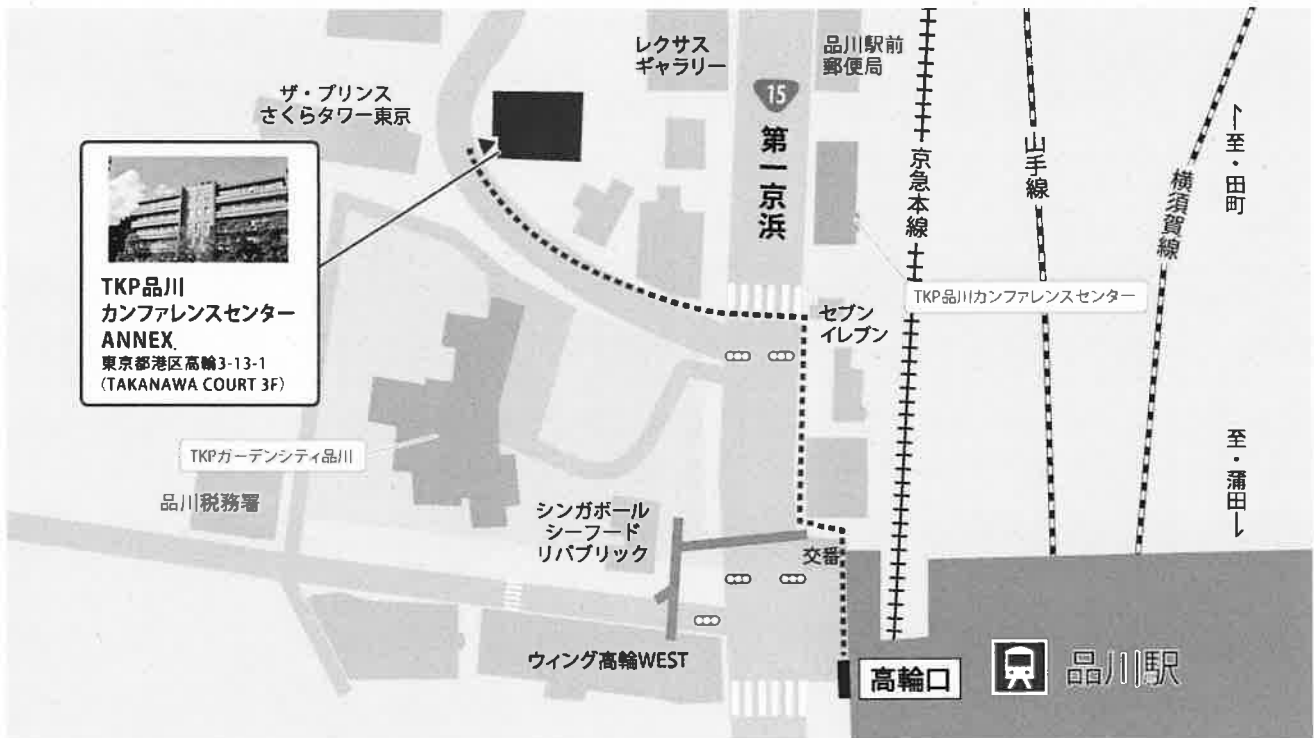 レクサス
ギャラリー
品川駅前
郵便局
15
第一京浜
ザ・プリンス
さくらタワー東京
京急本線
山手線
横須賀線
至・田町
TKP品川
カンファレンスセンター
ANNEX
東京都港区高輪3-13-1
(TAKANAWA COURT 3F)
TKP品川カンファレンスセンター
セブン
イレブン
TKPガーデンシティ品川
品川税務署
シンガポール
シーフード
リパブリック
交番
至・蒲田
ウィング高輪WEST
高輪口
品川駅